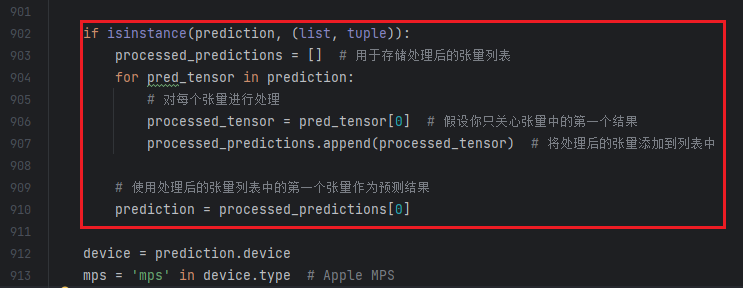 901
902 if isinstance(prediction, (list, tuple)):
903 processed_predictions = [] # 用于存储处理后的张量列表
904 for pred_tensor in prediction:
905 # 对每个张量进行处理
906 processed_tensor = pred_tensor[0] # 假设你只关心张量中的第一个结果
907 processed_predictions.append(processed_tensor) # 将处理后的张量添加到列表中
908
909 # 使用处理后的张量列表中的第一个张量作为预测结果
910 prediction = processed_predictions[0]
911
912 device = prediction.device
913 mps = 'mps' in device.type # Apple MPS